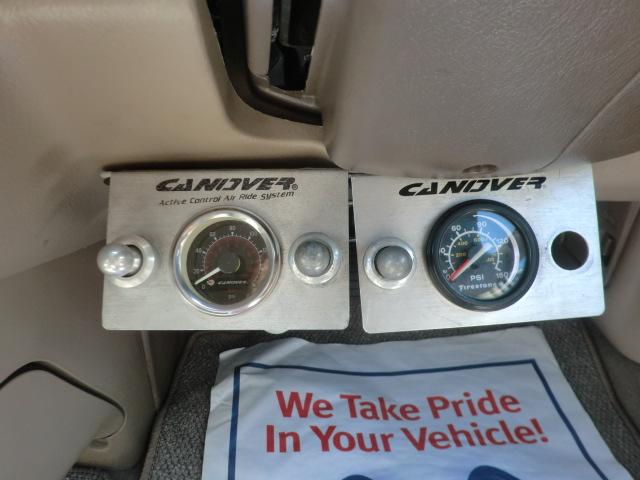 CANOVER®
Active Control Air Ride System
CANOVER
CANOVER
60
90
120
150
PSI
Firestone
We Take Pride
In Your Vehicle!